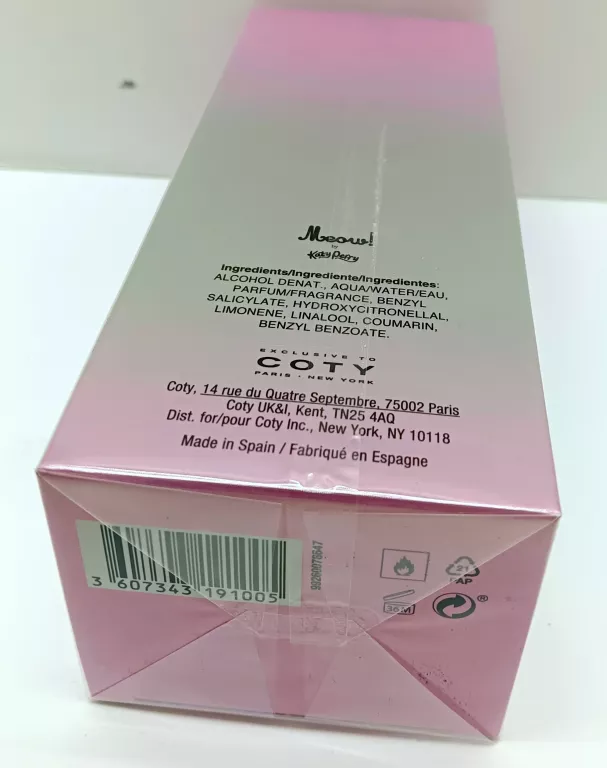 Meow!
by
Katy Perry
Ingredients/Ingrediente/Ingredientes:
ALCOHOL DENAT., AQUA/WATER/EAU,
PARFUM/FRAGRANCE, BENZYL
SALICYLATE, HYDROXYCITRONELLAL,
LIMONENE, LINALOOL, COUMARIN,
BENZYL BENZOATE.
EXCLUSIVE TO
COTY
PARIS - NEW YORK
Coty, 14 rue du Quatre Septembre, 75002 Paris
Coty UK&I, Kent, TN25 4AQ
Dist. for/pour Coty Inc., New York, NY 10118
Made in Spain / Fabriqué en Espagne
3 607343 191005
21
PAP
36M
®